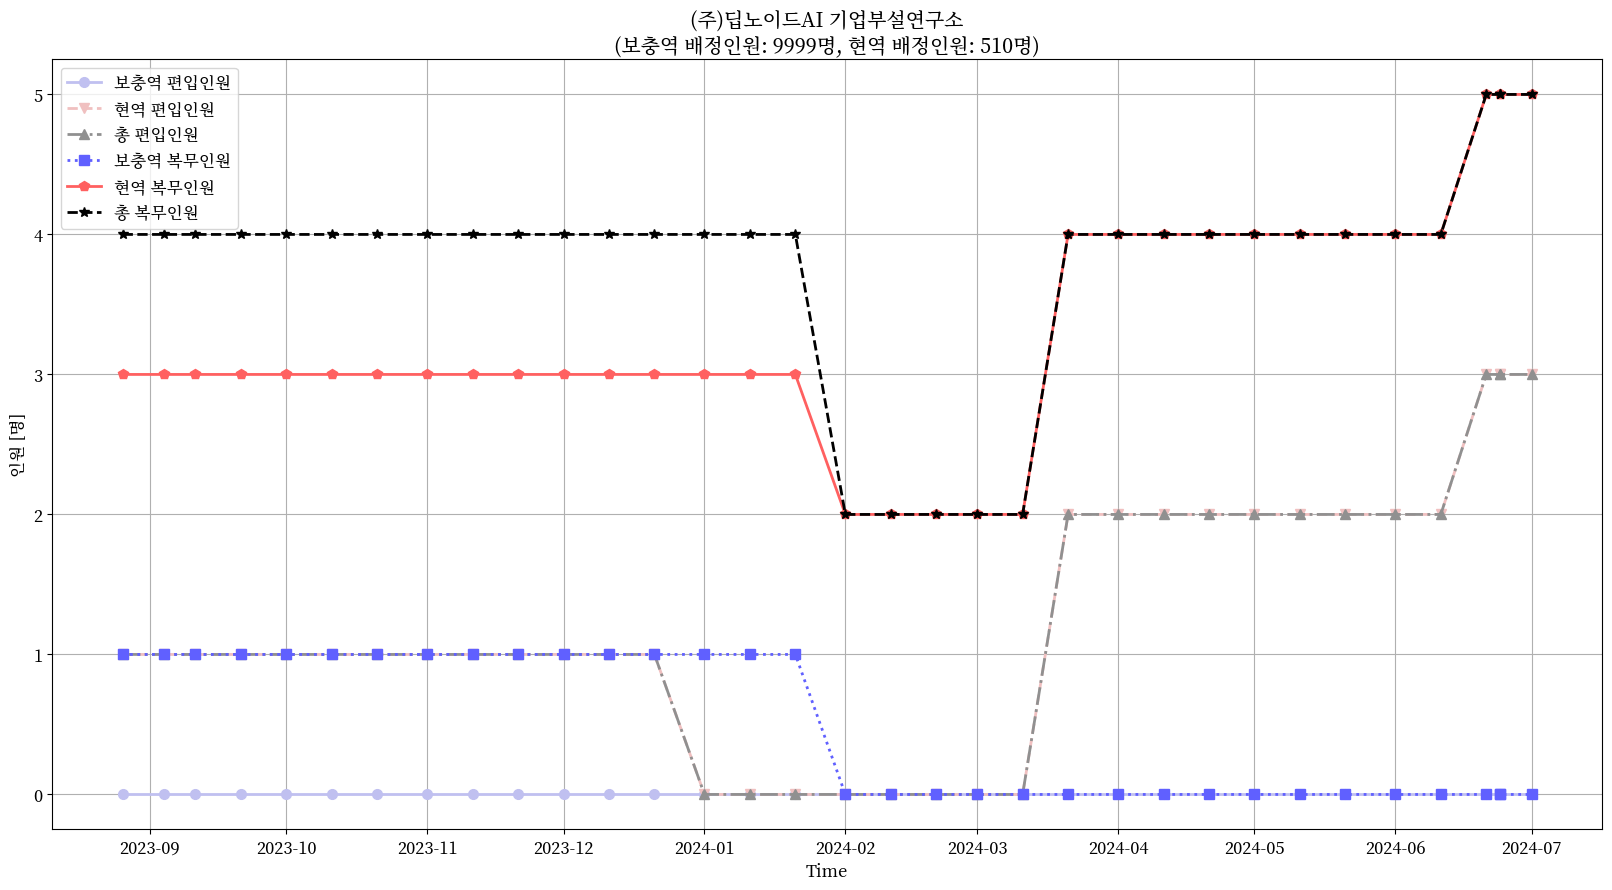 (주)딥노이드AI 기업부설연구소
(보충역 배정인원: 9999명, 현역 배정인원: 510명)
보충역 편입인원
현역 편입인원
총 편입인원
보충역 복무인원
현역 복무인원
총 복무인원
5
4
3
2
1
0
인원 [명]
2023-09
2023-10
2023-11
2023-12
2024-01
2024-02
2024-03
2024-04
2024-05
2024-06
2024-07
Time